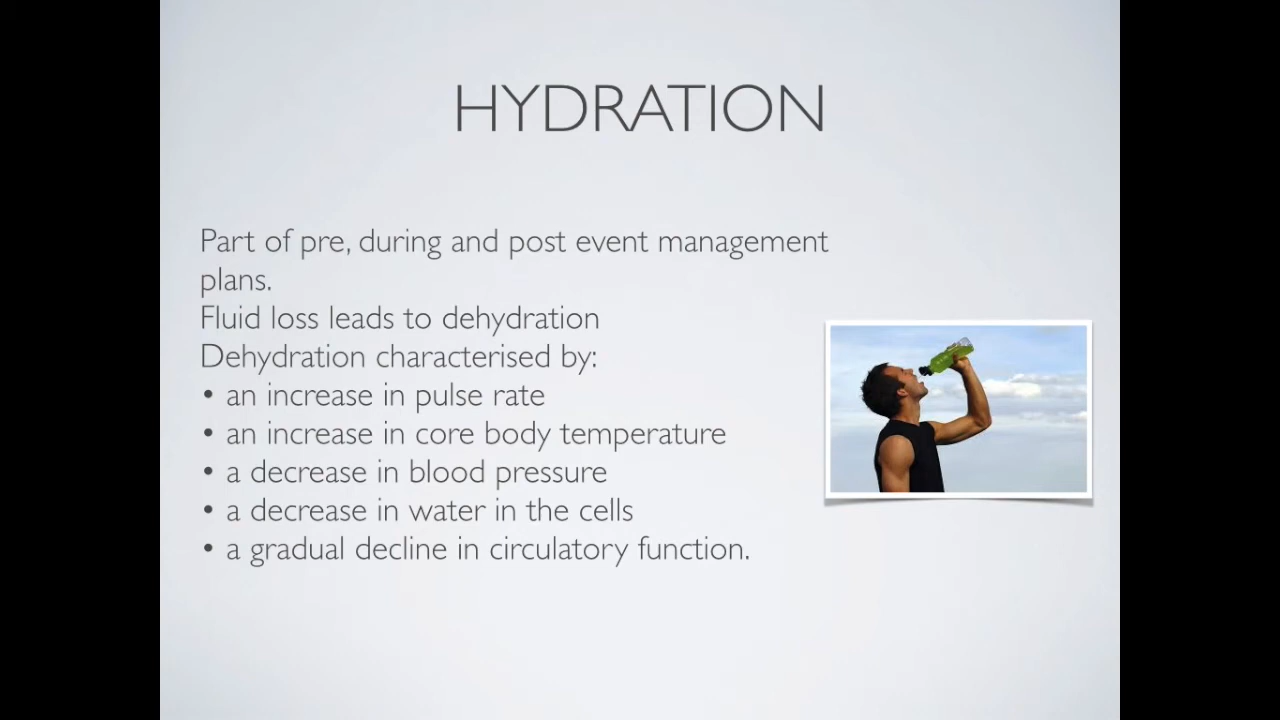 HYDRATION
Part of pre, during and post event management
plans.
Fluid loss leads to dehydration
Dehydration characterised by:
• an increase in pulse rate
• an increase in core body temperature
• a decrease in blood pressure
• a decrease in water in the cells
• a gradual decline in circulatory function.